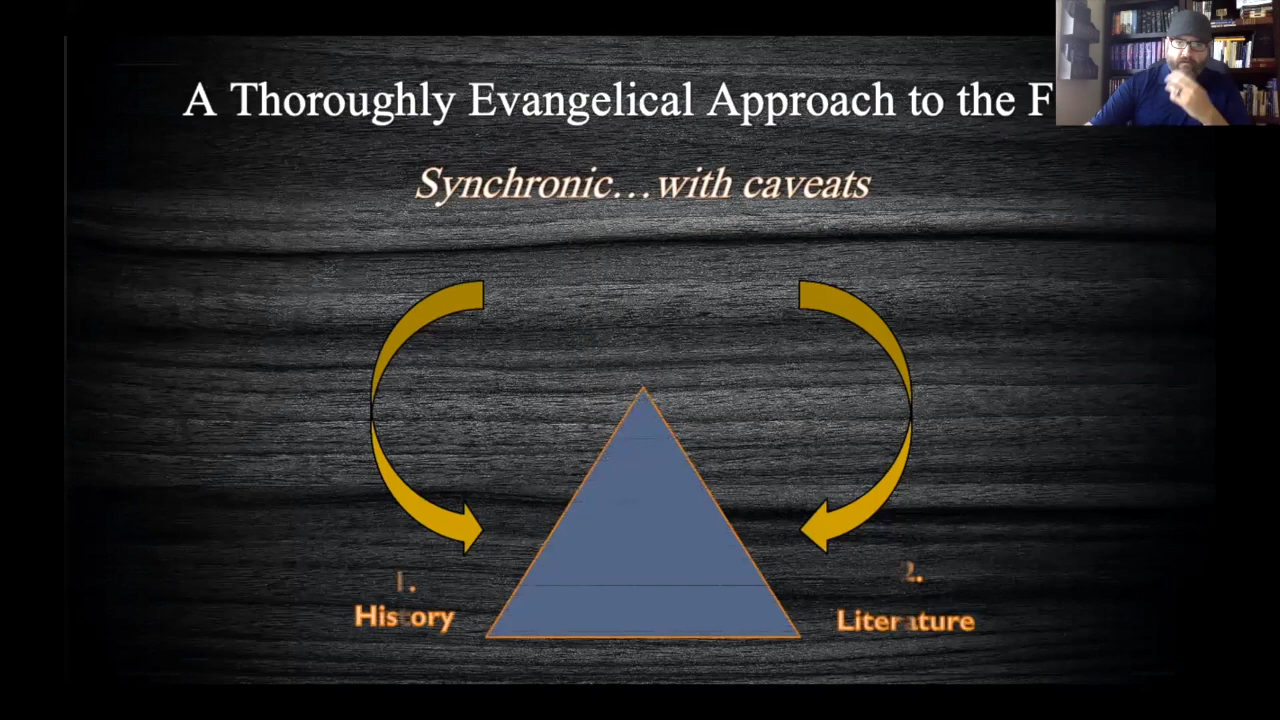 A Thoroughly Evangelical Approach to the F
Synchronic...with caveats
1.
History
2.
Literature